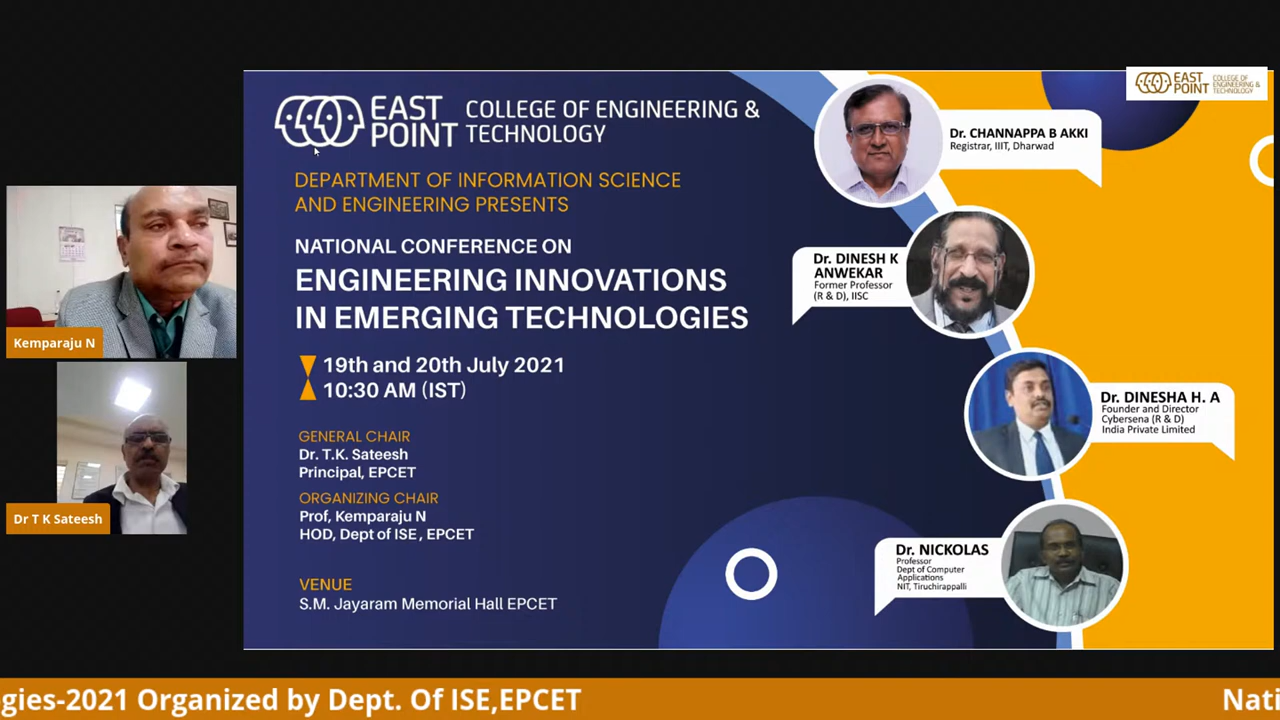 EAST POINT COLLEGE OF ENGINEERING & TECHNOLOGY
DEPARTMENT OF INFORMATION SCIENCE
AND ENGINEERING PRESENTS
NATIONAL CONFERENCE ON
ENGINEERING INNOVATIONS
IN EMERGING TECHNOLOGIES
19th and 20th July 2021
10:30 AM (IST)
GENERAL CHAIR
Dr. T.K. Sateesh
Principal, EPCET
ORGANIZING CHAIR
Prof, Kemparaju N
HOD, Dept of ISE , EPCET
VENUE
S.M. Jayaram Memorial Hall EPCET
Dr. CHANNAPPA B AKKI
Registrar, IIIT, Dharwad
Dr. DINESH K
ANWEKAR
Former Professor
(R & D), IISC
Dr. DINESHA H. A
Founder and Director
Cybersena (R & D)
India Private Limited
Dr. NICKOLAS
Professor
Dept of Computer
Applications
NIT, Tiruchirappalli
EAST POINT COLLEGE OF ENGINEERING & TECHNOLOGY
Kemparaju N
Dr T K Sateesh
gies-2021 Organized by Dept. Of ISE,EPCET
Nati